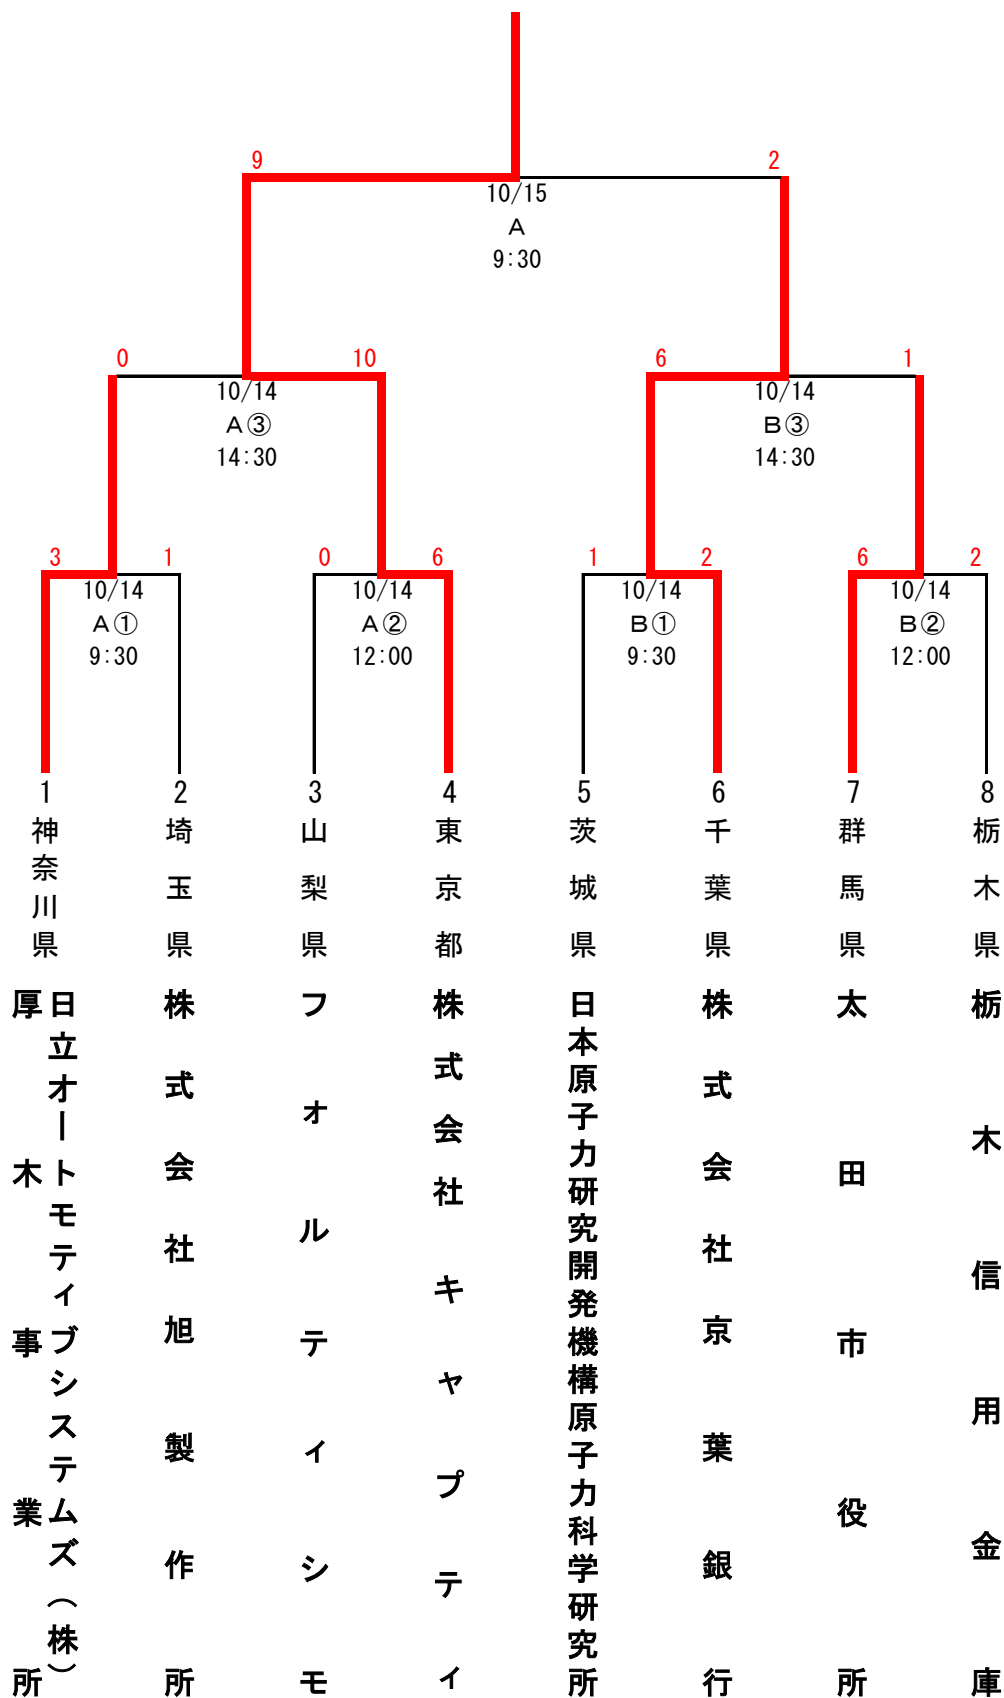 9 2
10/15
A
9:30
0 10 6 1
10/14 10/14
A③ B③
14:30 14:30
3 1 0 6 1 2 6 2
10/14 10/14 10/14 10/14
A① A② B① B②
9:30 12:00 9:30 12:00
1 2 3 4 5 6 7 8
神奈川県
日立オートモティブシステムズ(株)
厚木事業所
埼玉県
株式会社旭製作所
山梨県
フォルティシモ
東京都
株式会社キャプティ
茨城県
日本原子力研究開発機構原子力科学研究所
千葉県
株式会社京葉銀行
群馬県
太田市役所
栃木県
栃木信用金庫